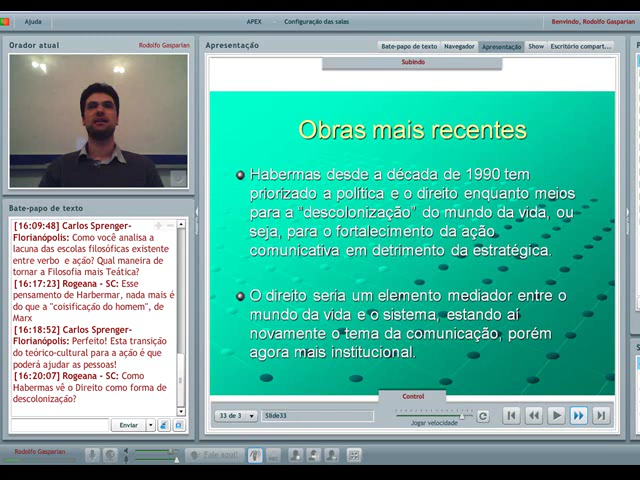 Ajuda
APEX - Configuração das salas
Benvindo, Rodolfo Gasparian
Orador atual
Rodolfo Gasparian
Apresentação
Bate-papo de texto
Navegador
Apresentação
Show
Escritório compart...
Subindo
Obras mais recentes
Habermas desde a década de 1990 tem
priorizado a política e o direito enquanto meios
para a “descolonização” do mundo da vida, ou
seja, para o fortalecimento da ação
comunicativa em detrimento da estratégica.
O direito seria um elemento mediador entre o
mundo da vida e o sistema, estando aí
novamente o tema da comunicação, porém
agora mais institucional.
Bate-papo de texto
[16:09:48] Carlos Sprenger-
Florianópolis: Como você analisa a
lacuna das escolas filosóficas existente
entre verbo e ação? Qual maneira de
tornar a Filosofia mais Teática?
[16:17:23] Rogeana - SC: Esse
pensamento de Harbermar, nada mais é
do que a "coisificação do homem", de
Marx
[16:18:52] Carlos Sprenger-
Florianópolis: Perfeito! Esta transição
do teórico-cultural para a ação é que
poderá ajudar as pessoas!
[16:20:07] Rogeana - SC: Como
Habermas vê o Direito como forma de
descolonização?
Enviar
Control
33 de 3
Slide33
Jogar velocidade
Rodolfo Gasparian
Fale aqui!